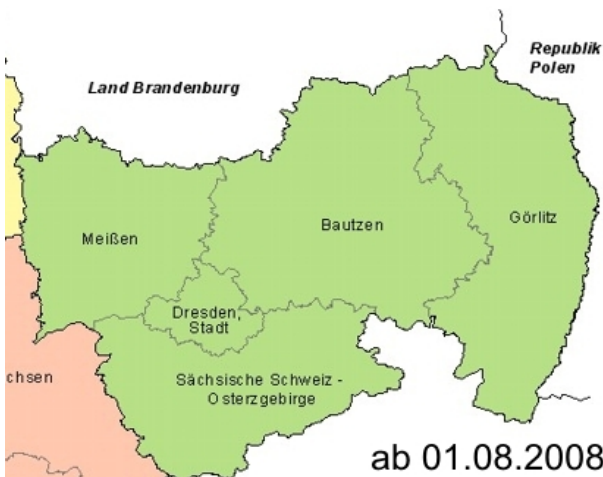 Republik
Polen
Land Brandenburg
Meißen
Bautzen
Görlitz
Dresden,
Stadt
chsen
Sächsische Schweiz -
Osterzgebirge
ab 01.08.2008